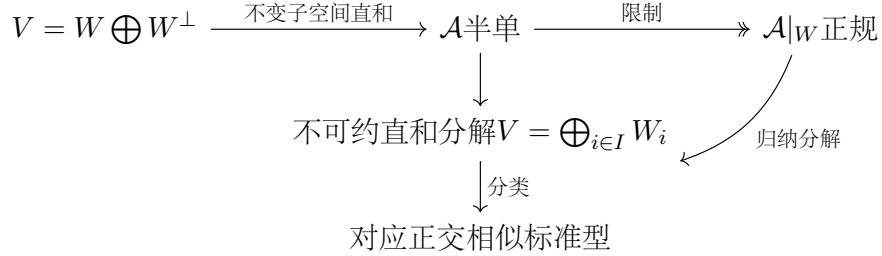 不变子空间直和 限制
V = W ⨁ W^⊥ 𝒜半单 𝒜|_W正规
不可约直和分解V = ⨁_{i∈I} W_i 归纳分解
分类
对应正交相似标准型